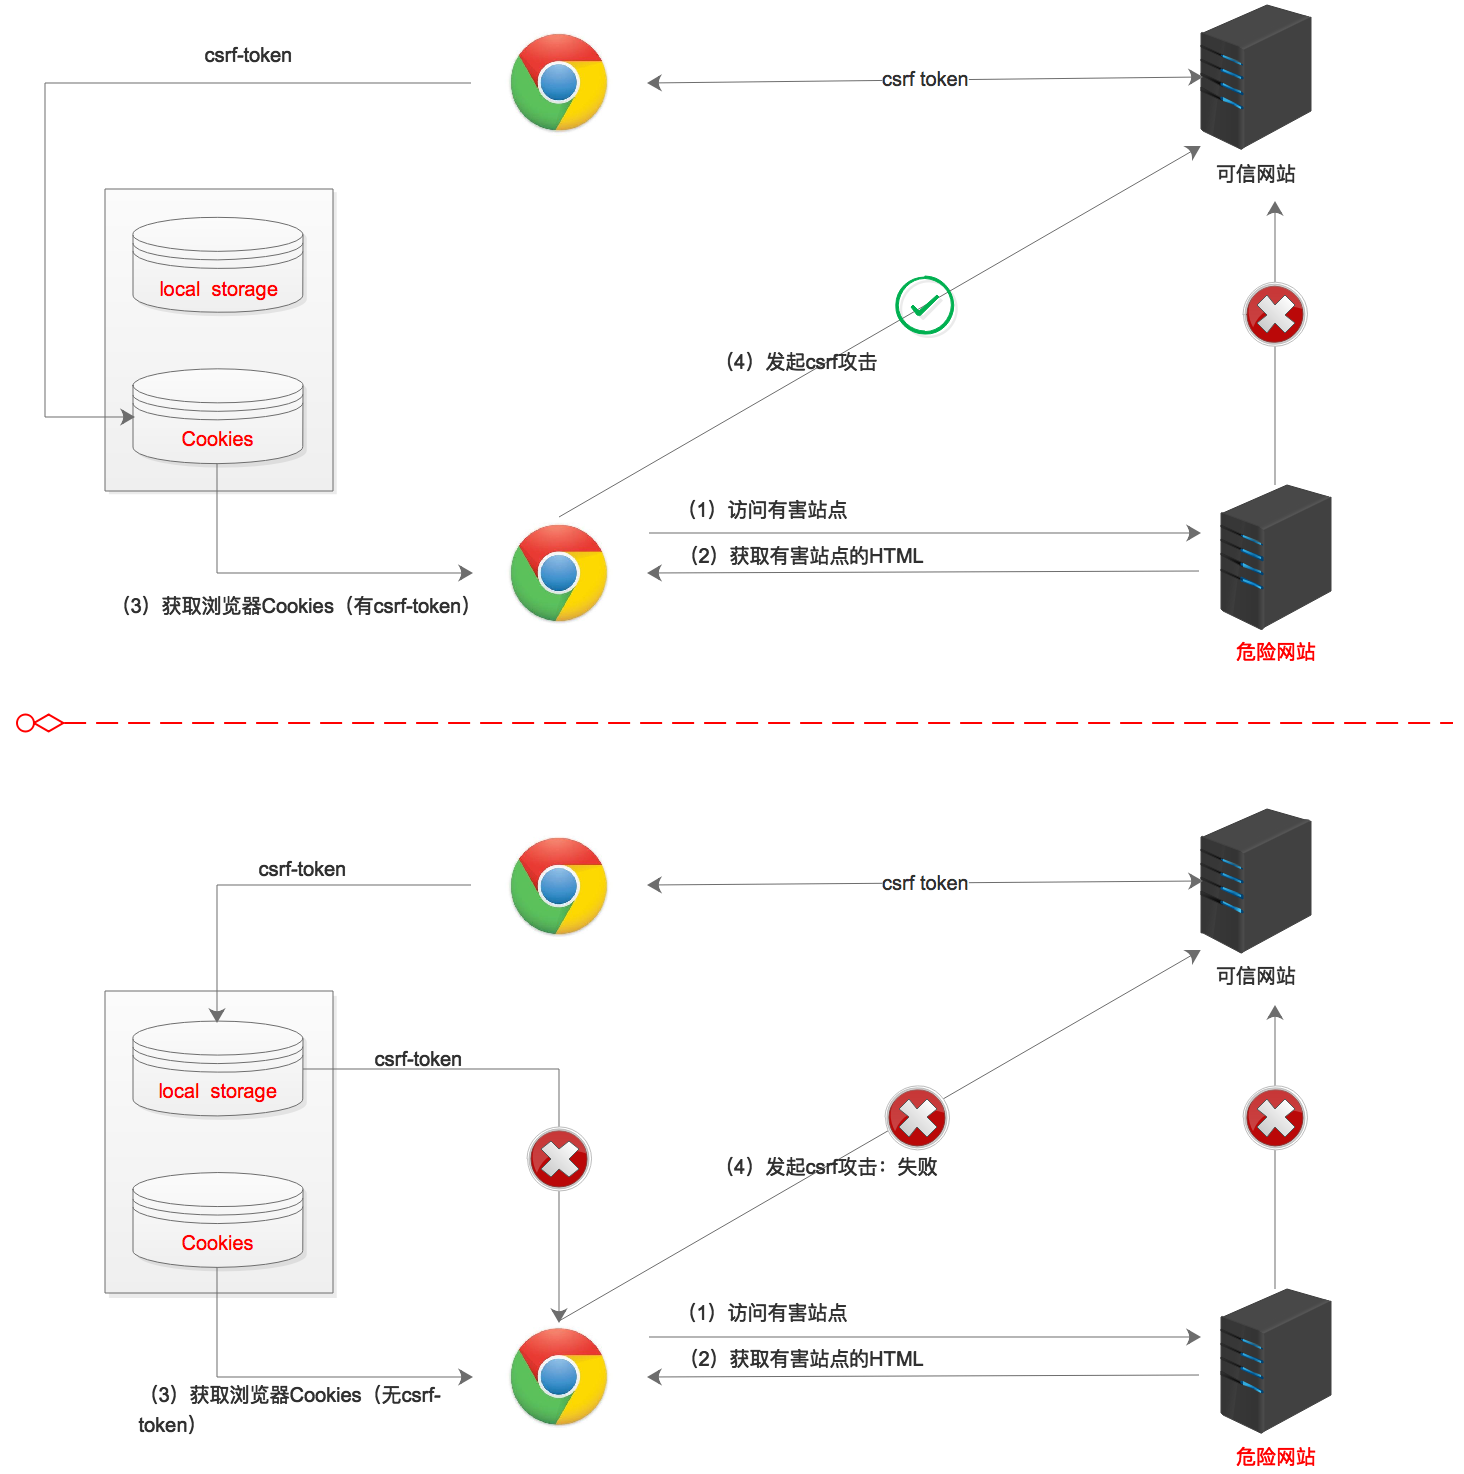 csrf-token
csrf token
可信网站
local storage
（4）发起csrf攻击
Cookies
（1）访问有害站点
（2）获取有害站点的HTML
（3）获取浏览器Cookies（有csrf-token）
危险网站
csrf-token
csrf token
可信网站
csrf-token
local storage
（4）发起csrf攻击：失败
Cookies
（1）访问有害站点
（2）获取有害站点的HTML
（3）获取浏览器Cookies（无csrf-
token）
危险网站